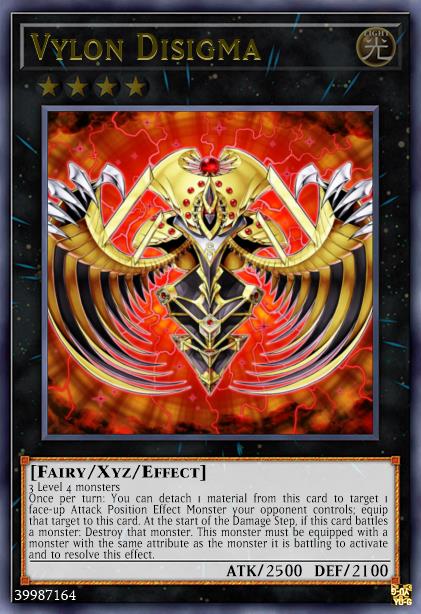 Vylon Disigma
LIGHT
光
[Fairy/Xyz/Effect]
3 Level 4 monsters
Once per turn: You can detach 1 material from this card to target 1
face-up Attack Position Effect Monster your opponent controls; equip
that target to this card. At the start of the Damage Step, if this card battles
a monster: Destroy that monster. This monster must be equipped with a
monster with the same attribute as the monster it is battling to activate
and to resolve this effect.
ATK/2500 DEF/2100
39987164